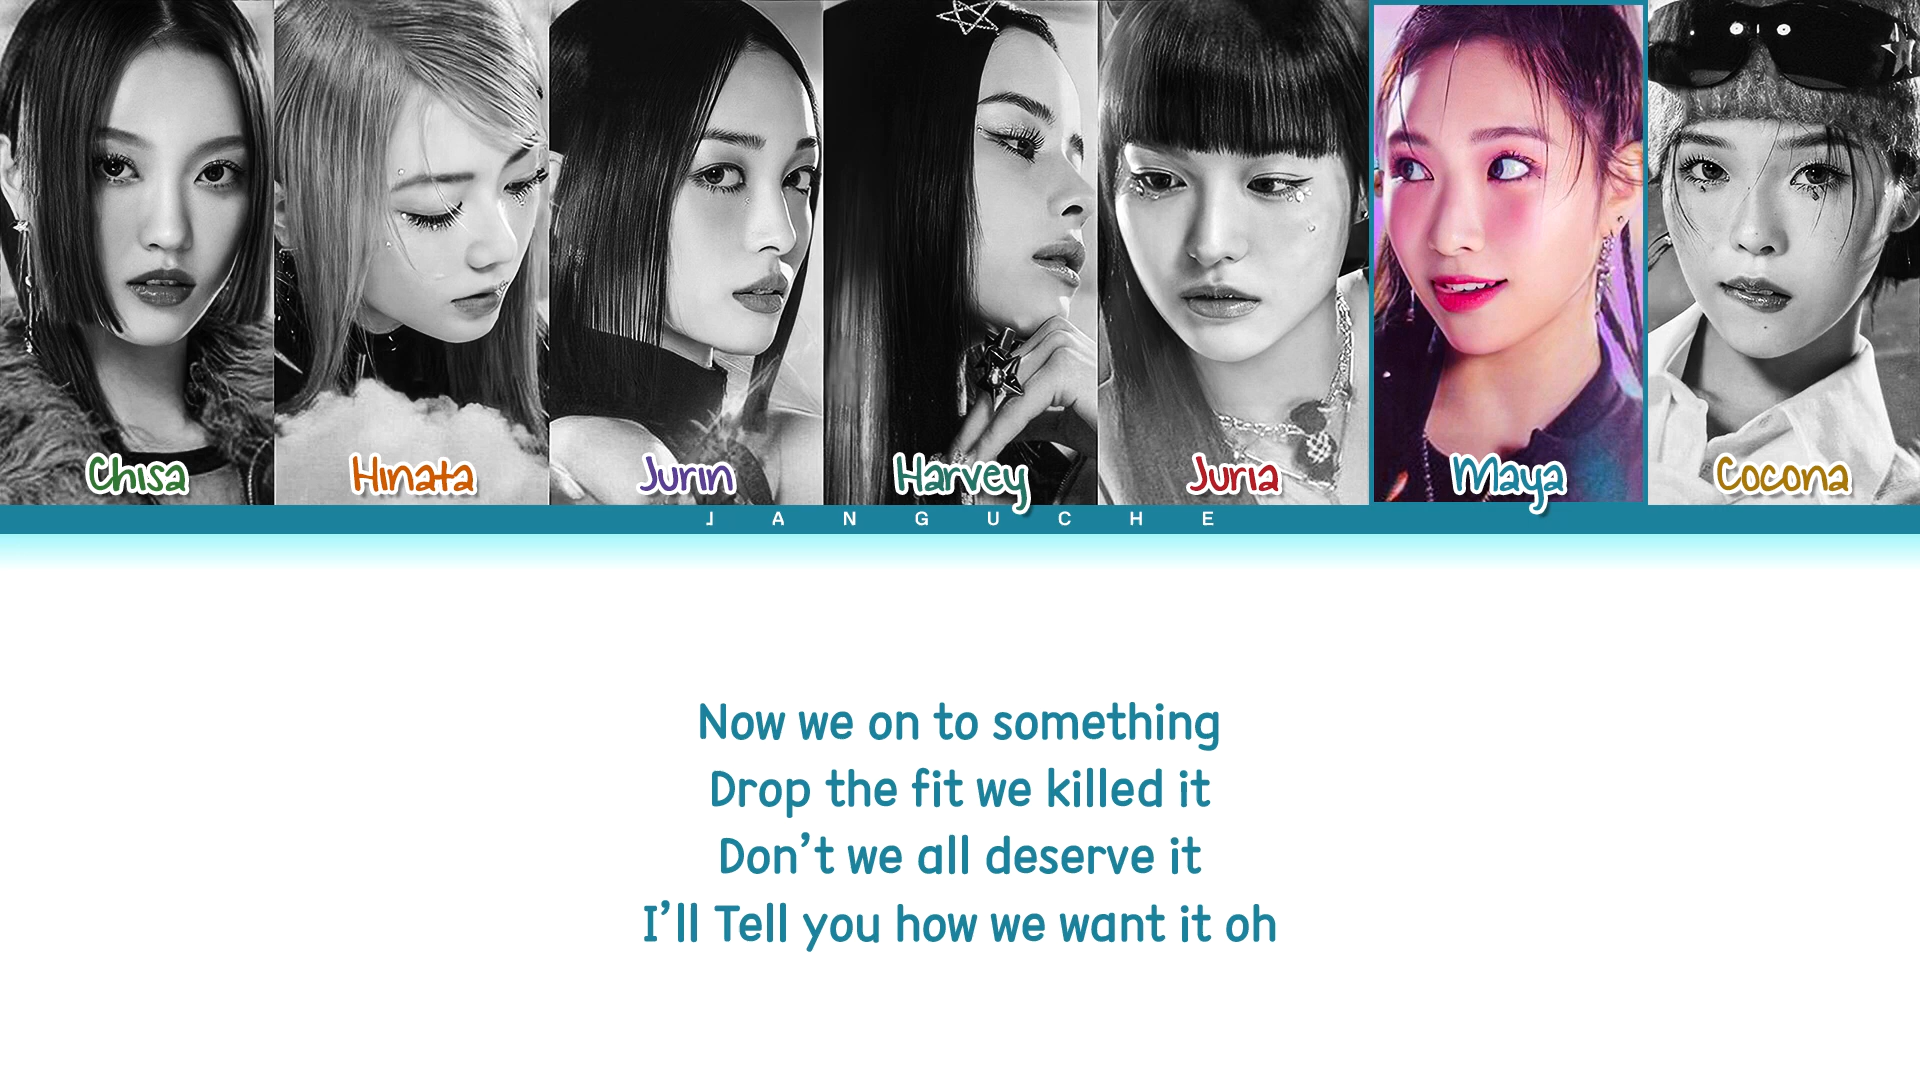 Chisa
Hinata
Jurin
Harvey
Juria
Maya
Cocona
JANGUCHE
Now we on to something
Drop the fit we killed it
Don’t we all deserve it
I’ll Tell you how we want it oh